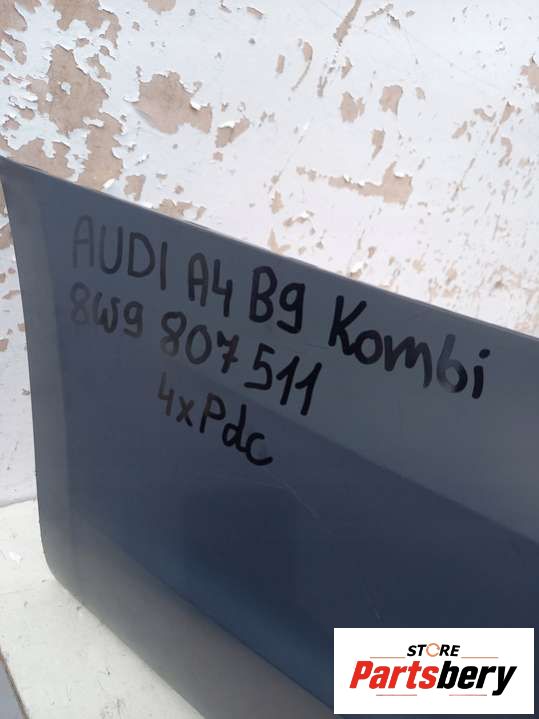 AUDI A4 B9 Kombi
8W9 807 511
4xPdc
STORE
Partsbery